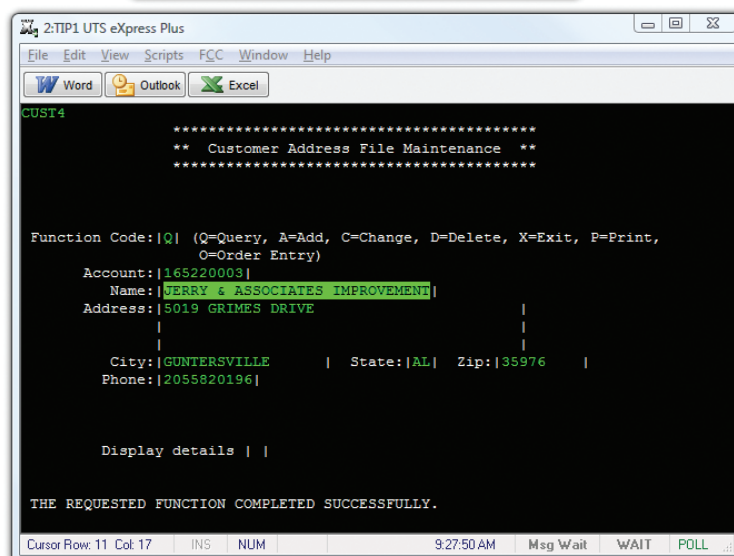 2:TIP1 UTS eXpress Plus
File Edit View Scripts FCC Window Help
Word Outlook Excel
CUST4
******************************************
** Customer Address File Maintenance **
******************************************
Function Code:|Q| (Q=Query, A=Add, C=Change, D=Delete, X=Exit, P=Print,
O=Order Entry)
Account:|165220003|
Name:|JERRY & ASSOCIATES IMPROVEMENT|
Address:|5019 GRIMES DRIVE |
| |
| |
City:|GUNTERSVILLE | State:|AL| Zip:|35976 |
Phone:|2055820196|
Display details | |
THE REQUESTED FUNCTION COMPLETED SUCCESSFULLY.
Cursor Row: 11 Col: 17 INS NUM 9:27:50 AM Msg Wait WAIT POLL